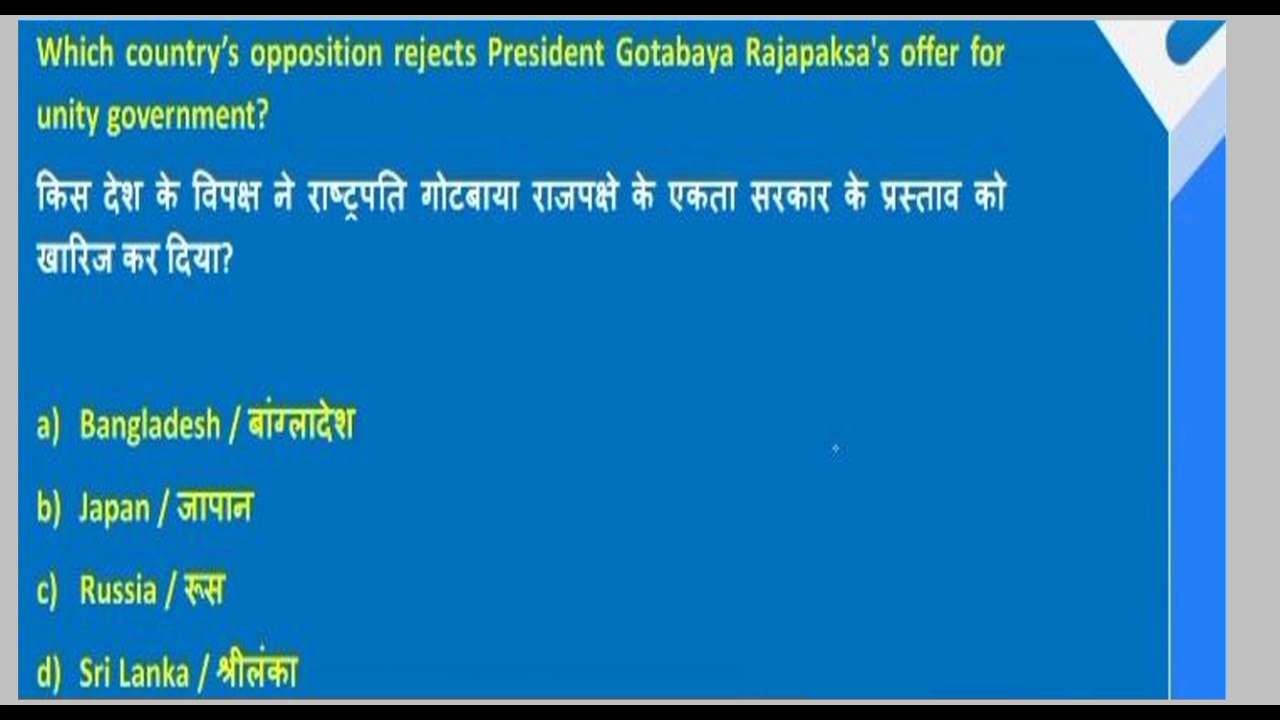 Which country’s opposition rejects President Gotabaya Rajapaksa's offer for
unity government?
किस देश के विपक्ष ने राष्ट्रपति गोटबाया राजपक्षे के एकता सरकार के प्रस्ताव को
खारिज कर दिया?
a) Bangladesh / बांग्लादेश
b) Japan / जापान
c) Russia / रूस
d) Sri Lanka / श्रीलंका